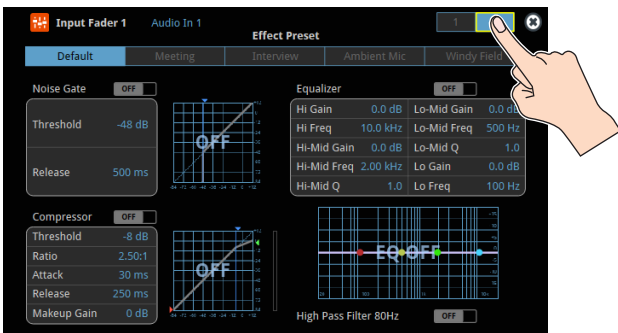 Input Fader 1 Audio In 1
Effect Preset
1
Default Meeting Interview Ambient Mic Windy Field
Noise Gate OFF
Threshold -48 dB
Release 500 ms
OFF
Equalizer OFF
Hi Gain 0.0 dB Lo-Mid Gain 0.0 dB
Hi Freq 10.0 kHz Lo-Mid Freq 500 Hz
Hi-Mid Gain 0.0 dB Lo-Mid Q 1.0
Hi-Mid Freq 2.00 kHz Lo Gain 0.0 dB
Hi-Mid Q 1.0 Lo Freq 100 Hz
Compressor OFF
Threshold -8 dB
Ratio 2.50:1
Attack 30 ms
Release 250 ms
Makeup Gain 0 dB
OFF
EQ OFF
High Pass Filter 80Hz OFF